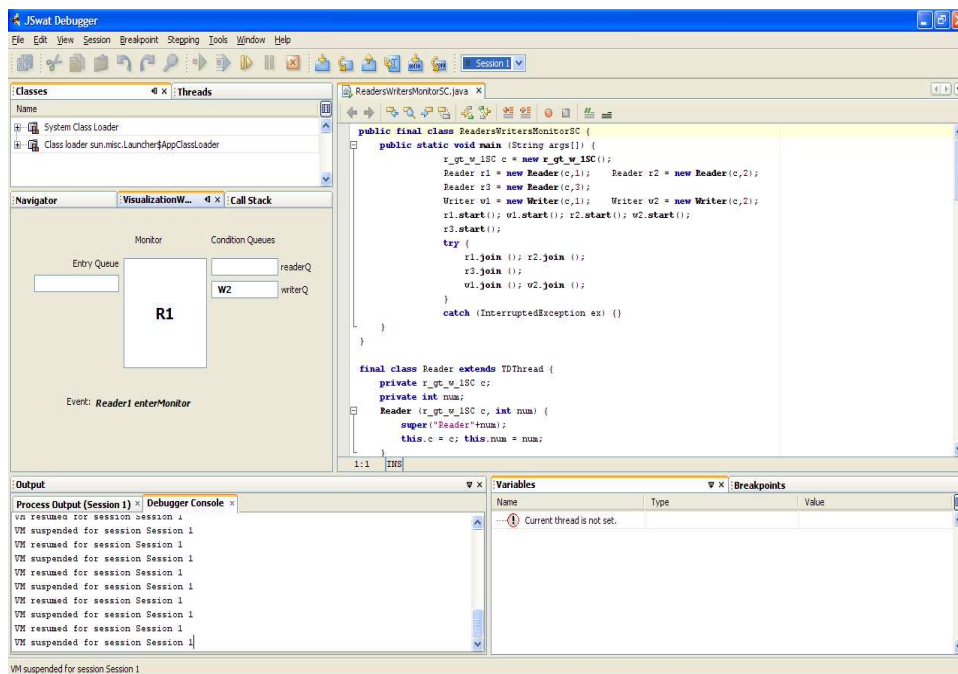 JSwat Debugger
File Edit View Session Breakpoint Stepping Tools Window Help
Session 1
Classes Threads
Name
System Class Loader
Class loader sun.misc.Launcher$AppClassLoader
Navigator VisualizationW... Call Stack
Monitor Condition Queues
Entry Queue readerQ
W2 writerQ
R1
Event: Reader1 enterMonitor
ReadersWritersMonitorSC.java
public final class ReadersWritersMonitorSC {
public static void main (String args[]) {
r_gt_w_1SC c = new r_gt_w_1SC();
Reader r1 = new Reader(c,1); Reader r2 = new Reader(c,2);
Reader r3 = new Reader(c,3);
Writer w1 = new Writer(c,1); Writer w2 = new Writer(c,2);
r1.start(); w1.start(); r2.start(); w2.start();
r3.start();
try {
r1.join (); r2.join ();
r3.join ();
w1.join (); w2.join ();
}
catch (InterruptedException ex) {}
}
}
final class Reader extends TDThread {
private r_gt_w_1SC c;
private int num;
Reader (r_gt_w_1SC c, int num) {
super("Reader"+num);
this.c = c; this.num = num;
}
1:1 INS
Output
Process Output (Session 1) Debugger Console
VM resumed for session Session 1
VM suspended for session Session 1
VM resumed for session Session 1
VM suspended for session Session 1
VM resumed for session Session 1
VM suspended for session Session 1
VM resumed for session Session 1
VM suspended for session Session 1
VM resumed for session Session 1
VM suspended for session Session 1
Variables Breakpoints
Name Type Value
Current thread is not set.
VM suspended for session Session 1